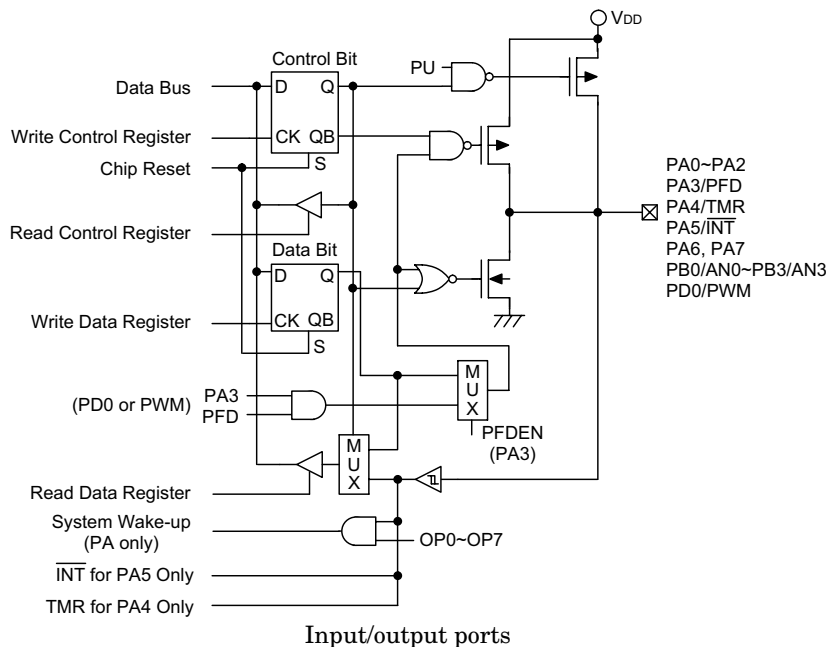 VDD
Control Bit
PU
Data Bus
D Q
Write Control Register
CK QB
Chip Reset
S
PA0~PA2
PA3/PFD
PA4/TMR
PA5/INT
PA6, PA7
PB0/AN0~PB3/AN3
PD0/PWM
Read Control Register
Data Bit
D Q
Write Data Register
CK QB
S
(PD0 or PWM)
PA3
PFD
MUX
PFDEN
(PA3)
MUX
Read Data Register
System Wake-up
(PA only)
OP0~OP7
INT for PA5 Only
TMR for PA4 Only
Input/output ports